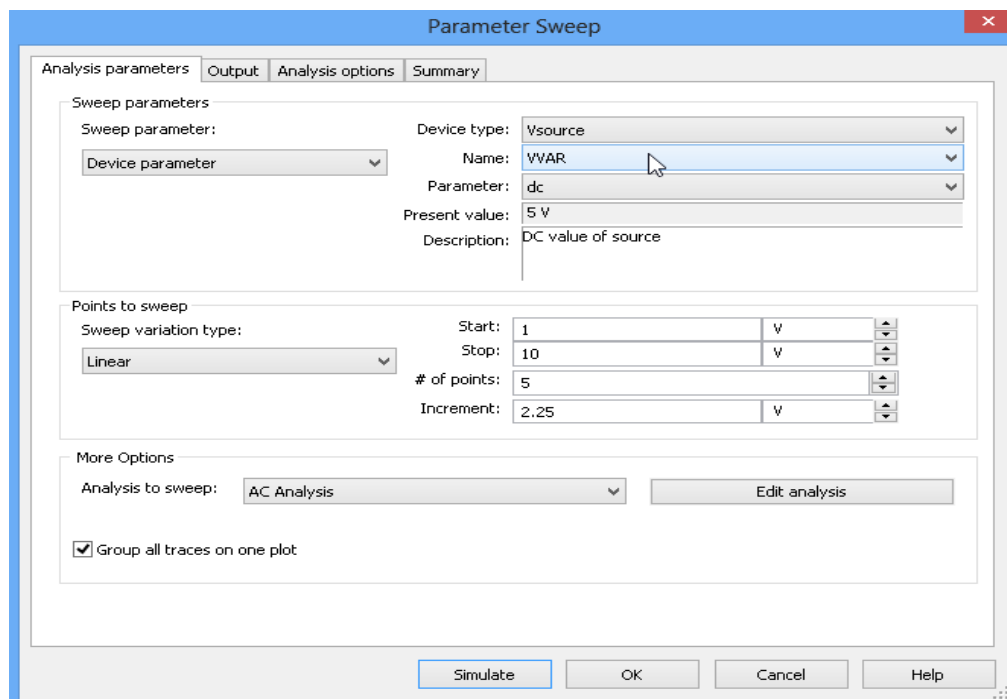 Parameter Sweep
Analysis parameters Output Analysis options Summary
Sweep parameters
Sweep parameter:
Device parameter
Device type: Vsource
Name: VVAR
Parameter: dc
Present value: 5 V
Description: DC value of source
Points to sweep
Sweep variation type:
Linear
Start: 1 V
Stop: 10 V
# of points: 5
Increment: 2.25 V
More Options
Analysis to sweep: AC Analysis Edit analysis
Group all traces on one plot
Simulate OK Cancel Help